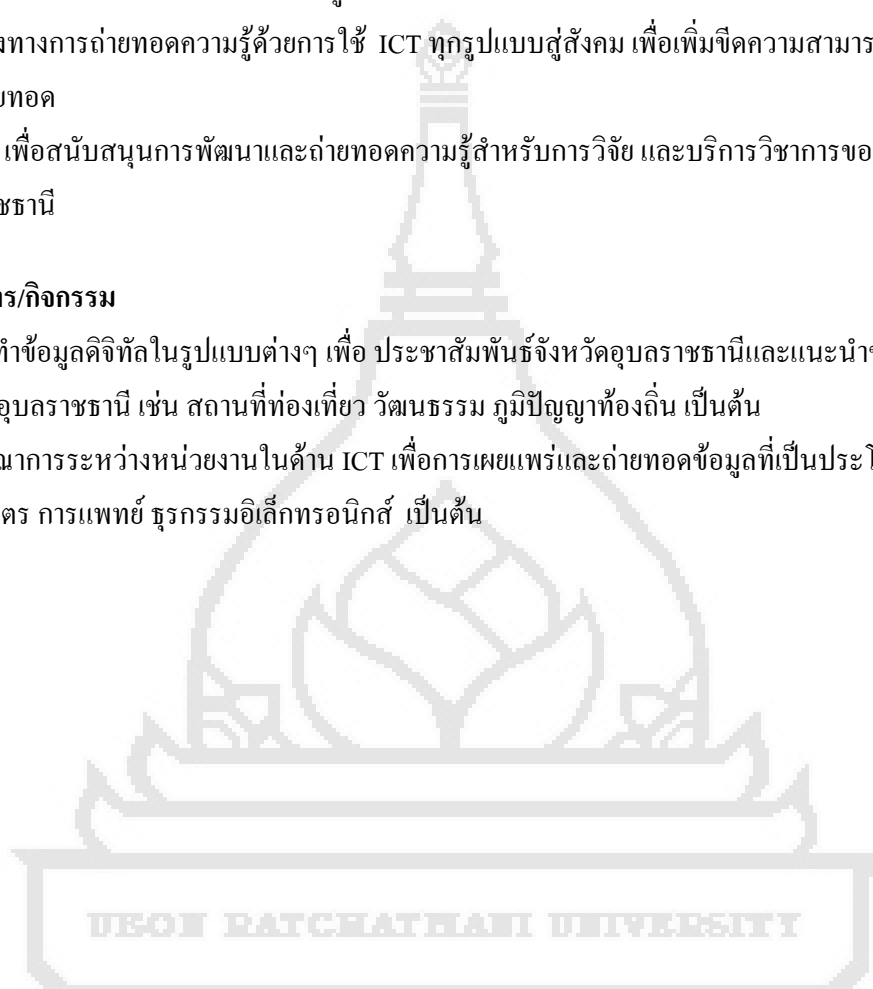 งทางการถ่ายทอดความรู้ด้วยการใช้ ICT ทุกรูปแบบสู่สังคม เพื่อเพิ่มขีดความสามาร
ยทอด
เพื่อสนับสนุนการพัฒนาและถ่ายทอดความรู้สำหรับการวิจัย และบริการวิชาการขอ
ชธานี
าร/กิจกรรม
ทำข้อมูลดิจิทัลในรูปแบบต่างๆ เพื่อ ประชาสัมพันธ์จังหวัดอุบลราชธานีและแนะนำข
อุบลราชธานี เช่น สถานที่ท่องเที่ยว วัฒนธรรม ภูมิปัญญาท้องถิ่น เป็นต้น
ณาการระหว่างหน่วยงานในด้าน ICT เพื่อการเผยแพร่และถ่ายทอดข้อมูลที่เป็นประโ
ตร การแพทย์ ธุรกรรมอิเล็กทรอนิกส์ เป็นต้น
UBON RATCHATHANI UNIVERSITY